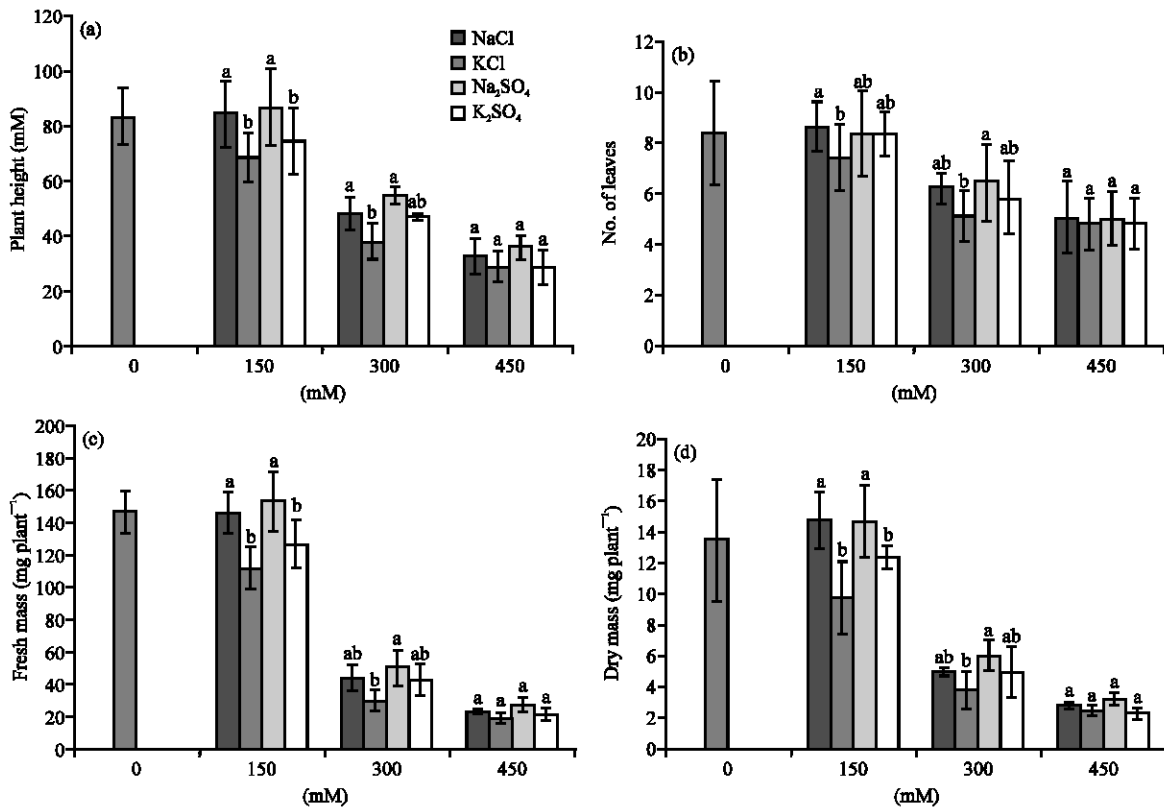 (a)
NaCl
KCl
Na₂SO₄
K₂SO₄
Plant height (mM)
120
100
80
60
40
20
0
a
b
a
b
a
b
a
ab
a
a
a
a
0
150
300
450
(mM)
(b)
No. of leaves
12
10
8
6
4
2
0
a
b
ab
ab
ab
b
a
ab
a
a
a
a
0
150
300
450
(mM)
(c)
Fresh mass (mg plant⁻¹)
200
180
160
140
120
100
80
60
40
20
0
a
b
a
b
ab
b
a
ab
a
a
a
a
0
150
300
450
(mM)
(d)
Dry mass (mg plant⁻¹)
20
18
16
14
12
10
8
6
4
2
0
a
b
a
b
ab
b
a
ab
a
a
a
a
0
150
300
450
(mM)